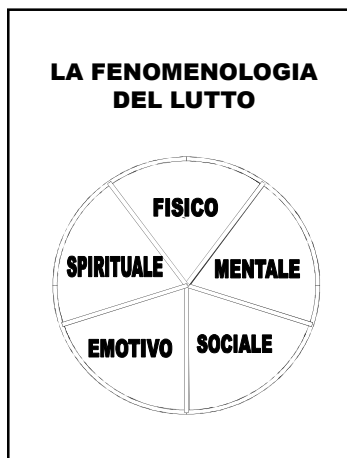 LA FENOMENOLOGIA
DEL LUTTO
FISICO
SPIRITUALE
MENTALE
EMOTIVO
SOCIALE